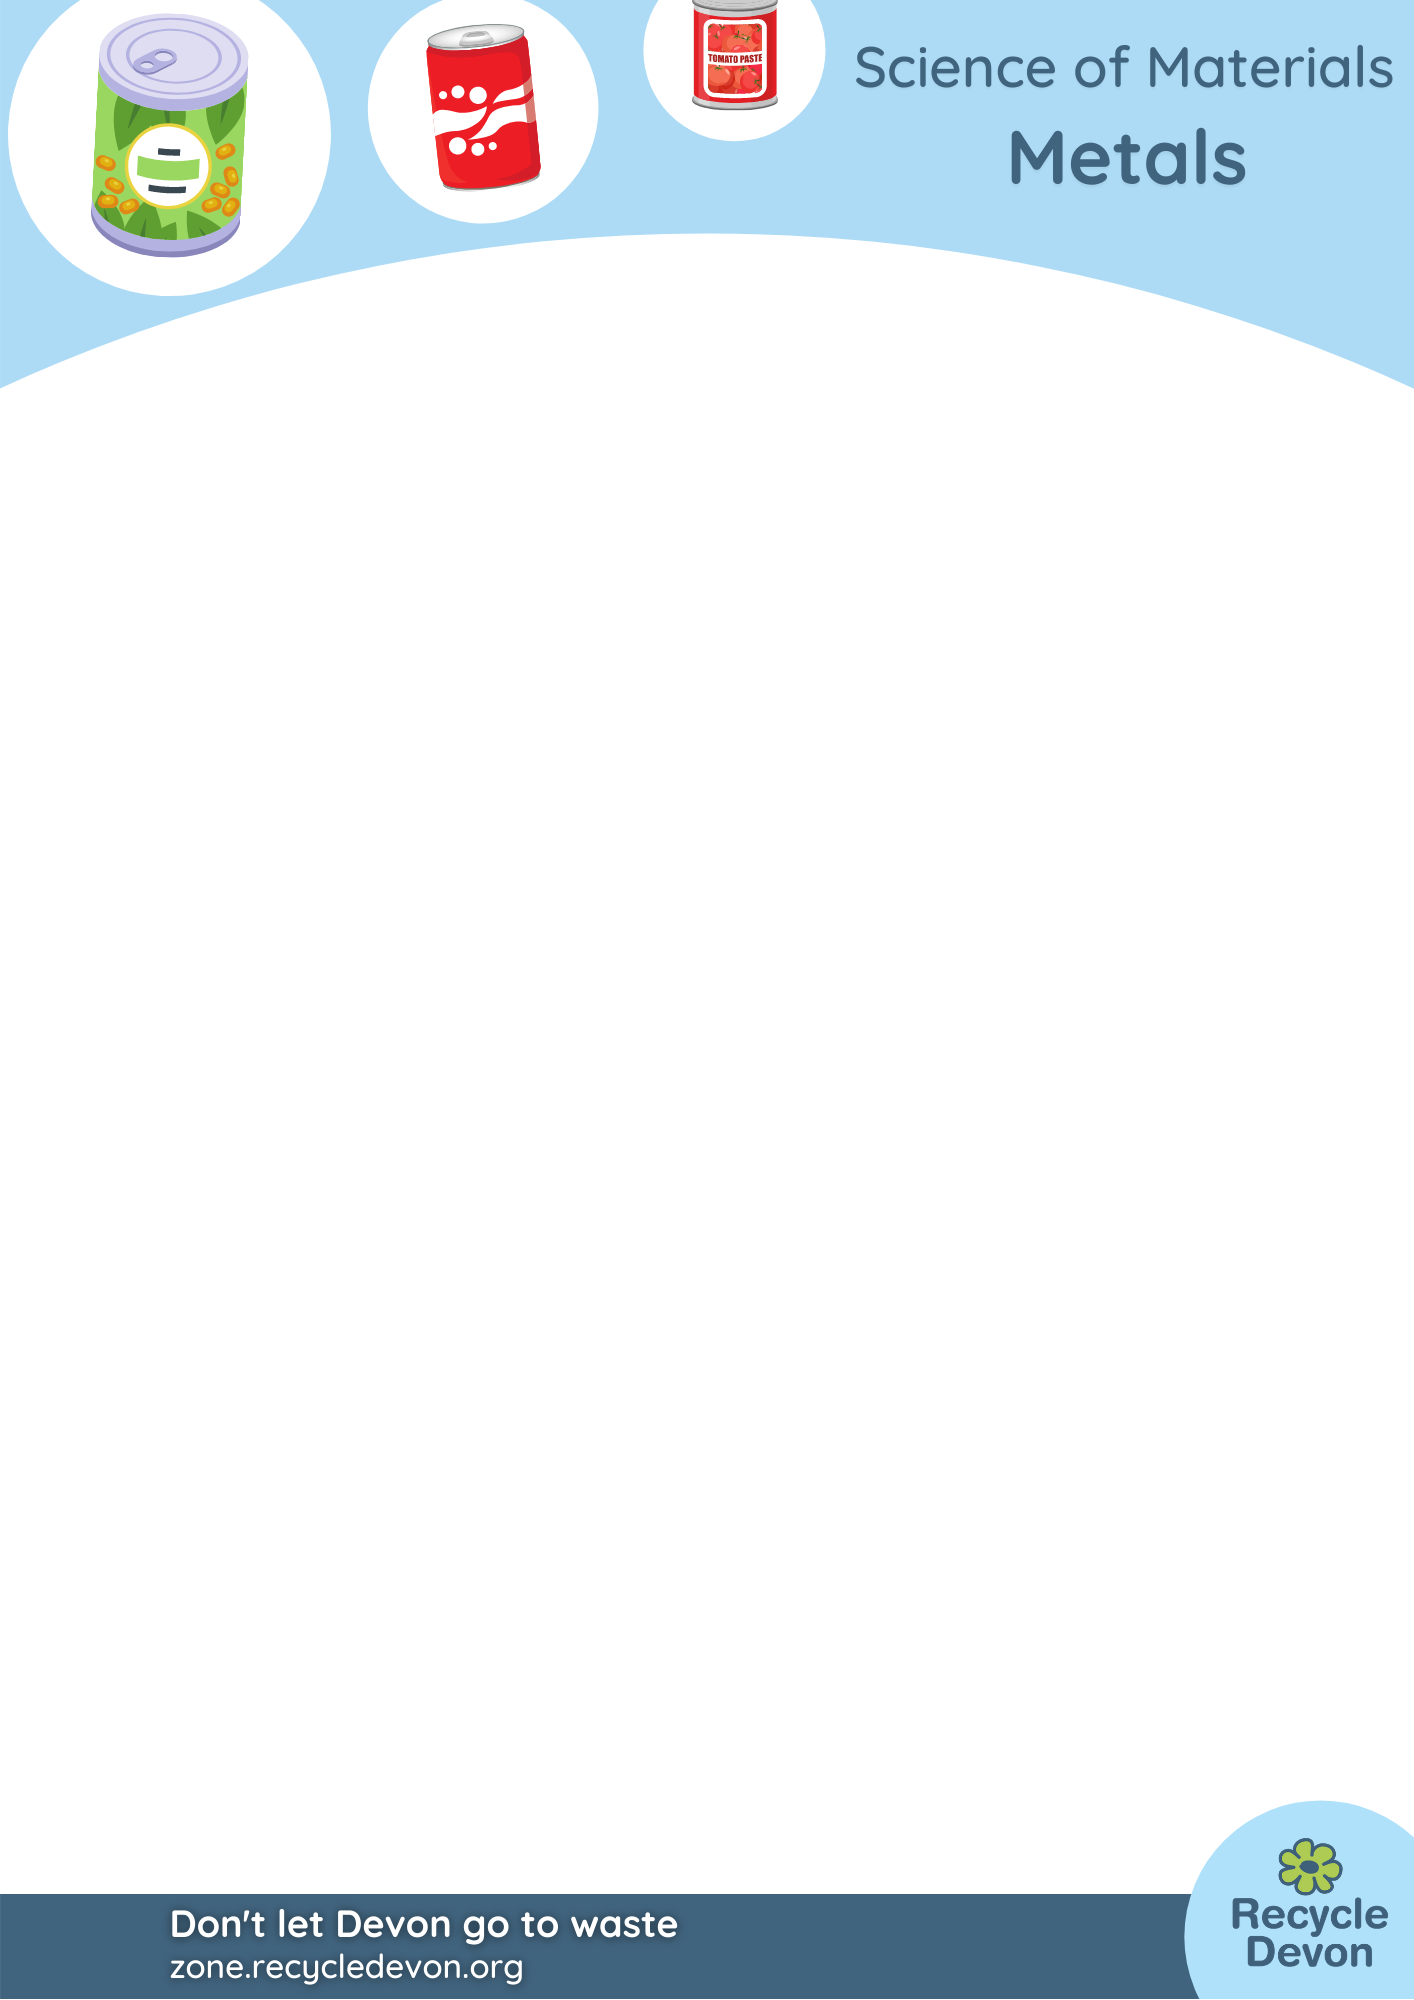 Science of Materials
Metals
TOMATO PASTE
Don't let Devon go to waste
zone.recycledevon.org
Recycle
Devon